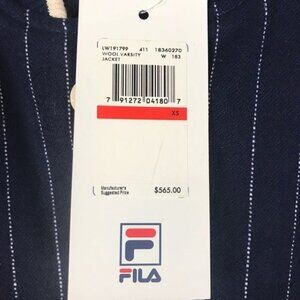 LW191799 411 18360270
WOOL VARSITY W 183
JACKET
7 91272 04180 7
XS
Manufacturer's
Suggested Price $565.00
F
FILA